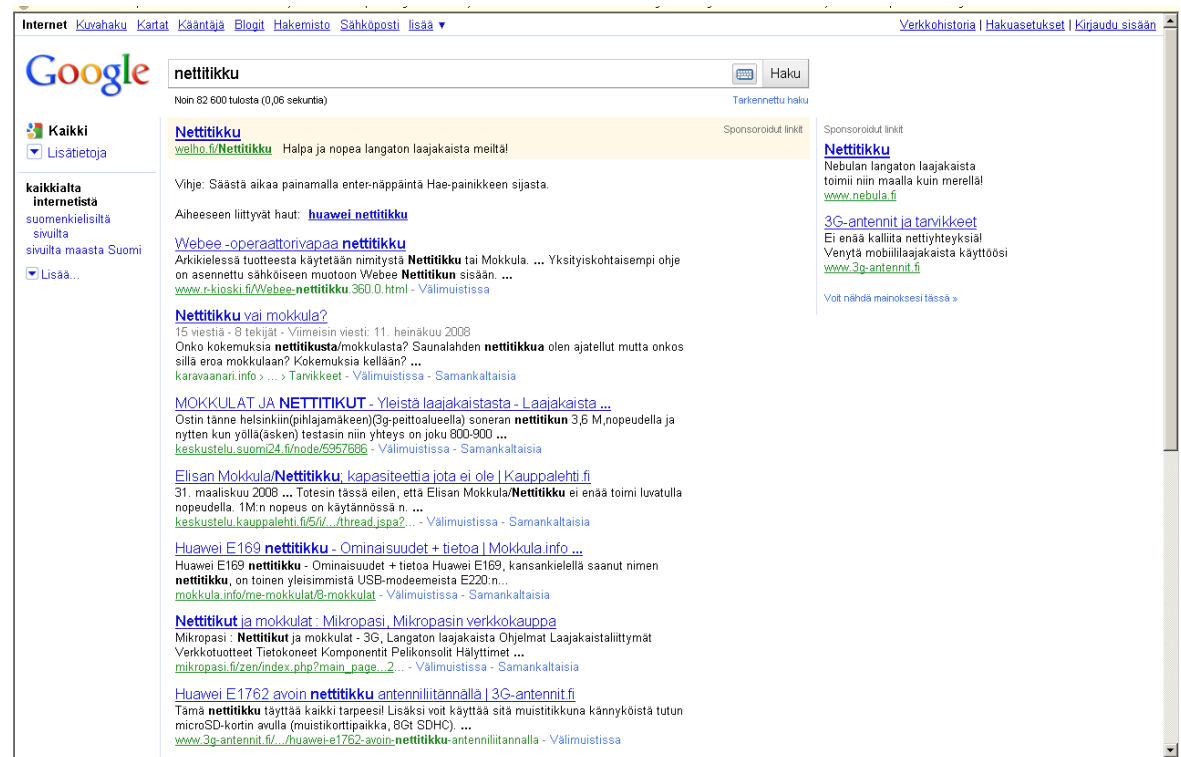 Internet Kuvahaku Kartat Kääntäjä Blogit Hakemisto Sähköposti lisää ▼
Verkkohistoria | Hakuasetukset | Kirjaudu sisään
Google
nettitikku
Haku
Noin 82 600 tulosta (0,06 sekuntia)
Tarkennettu haku
Kaikki
Lisätietoja
kaikkialta
internetistä
suomenkielisiltä
sivuilta
sivuilta maasta Suomi
Lisää...
Nettitikku
Sponsoroidut linkit
welho.fi/Nettitikku Halpa ja nopea langaton laajakaista meiltä!
Vihje: Säästä aikaa painamalla enter-näppäintä Hae-painikkeen sijasta.
Aiheeseen liittyvät haut: huawei nettitikku
Webee -operaattorivapaa nettitikku
Arkikielessä tuotteesta käytetään nimitystä Nettitikku tai Mokkula. ... Yksityiskohtaisempi ohje
on asennettu sähköiseen muotoon Webee Nettitikun sisään. ...
www.r-kioski.fi/Webee-nettitikku.360.0.html - Välimuistissa
Nettitikku vai mokkula?
15 viestiä - 8 tekijät - Viimeisin viesti: 11. heinäkuu 2008
Onko kokemuksia nettitikusta/mokkulasta? Saunalahden nettitikkua olen ajatellut mutta onkos
sillä eroa mokkulaan? Kokemuksia kellään? ...
karavaanari.info › ... › Tarvikkeet - Välimuistissa - Samankaltaisia
MOKKULAT JA NETTITIKUT - Yleistä laajakaistasta - Laajakaista ...
Ostin tänne helsinkiin(pihlajamäkeen)(3g-peittoalueella) soneran nettitikun 3,6 M,nopeudella ja
nytten kun yöllä(äsken) testasin niin yhteys on joku 800-900 ...
keskustelu.suomi24.fi/node/5957686 - Välimuistissa - Samankaltaisia
Elisan Mokkula/Nettitikku; kapasiteettia jota ei ole | Kauppalehti.fi
31. maaliskuu 2008 ... Totesin tässä eilen, että Elisan Mokkula/Nettitikku ei enää toimi luvatulla
nopeudella. 1M:n nopeus on käytännössä n. ...
keskustelu.kauppalehti.fi/5/i/.../thread.jspa?... - Välimuistissa - Samankaltaisia
Huawei E169 nettitikku - Ominaisuudet + tietoa | Mokkula.info ...
Huawei E169 nettitikku - Ominaisuudet + tietoa Huawei E169, kansankielellä saanut nimen
nettitikku, on toinen yleisimmistä USB-modeemeista E220:n...
mokkula.info/me-mokkulat/8-mokkulat - Välimuistissa - Samankaltaisia
Nettitikut ja mokkulat : Mikropasi, Mikropasin verkkokauppa
Mikropasi : Nettitikut ja mokkulat - 3G, Langaton laajakaista Ohjelmat Laajakaistaliittymät
Verkkotuotteet Tietokoneet Komponentit Pelikonsolit Hälyttimet ...
mikropasi.fi/zen/index.php?main_page...2... - Välimuistissa - Samankaltaisia
Huawei E1762 avoin nettitikku antenniliitännällä | 3G-antennit.fi
Tämä nettitikku täyttää kaikki tarpeesi! Lisäksi voit käyttää sitä muistitikkuna kännyköistä tutun
microSD-kortin avulla (muistikorttipaikka, 8Gt SDHC). ...
www.3g-antennit.fi/.../huawei-e1762-avoin-nettitikku-antenniliitannalla - Välimuistissa
Sponsoroidut linkit
Nettitikku
Nebulan langaton laajakaista
toimii niin maalla kuin merellä!
www.nebula.fi
3G-antennit ja tarvikkeet
Ei enää kalliita nettiyhteyksiä!
Venytä mobiililaajakaista käyttöösi
www.3g-antennit.fi
Voit nähdä mainoksesi tässä »